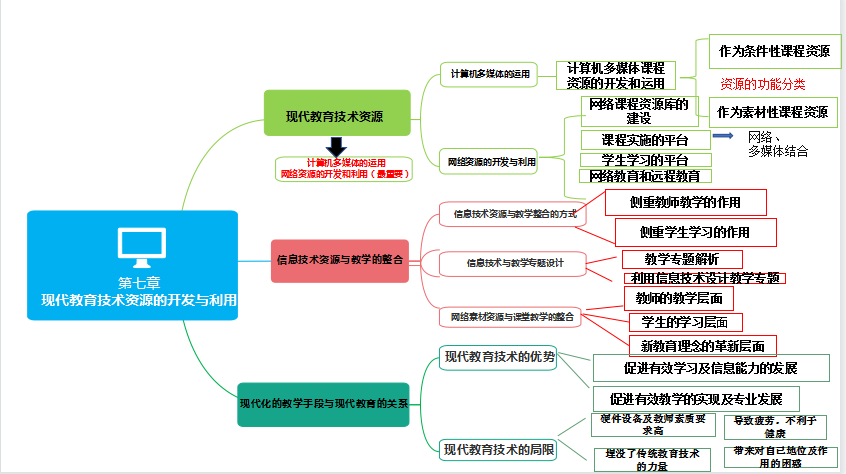 第七章
现代教育技术资源的开发与利用
现代教育技术资源
计算机多媒体的运用
网络资源的开发和利用（最重要）
计算机多媒体的运用
计算机多媒体课程
资源的开发和运用
作为条件性课程资源
资源的功能分类
作为素材性课程资源
网络资源的开发与利用
网络课程资源库的
建设
课程实施的平台
网络、
多媒体结合
学生学习的平台
网络教育和远程教育
信息技术资源与教学的整合
信息技术资源与教学整合的方式
侧重教师教学的作用
侧重学生学习的作用
信息技术与教学专题设计
教学专题解析
利用信息技术设计教学专题
网络素材资源与课堂教学的整合
教师的教学层面
学生的学习层面
新教育理念的革新层面
现代化的教学手段与现代教育的关系
现代教育技术的优势
促进有效学习及信息能力的发展
促进有效教学的实现及专业发展
现代教育技术的局限
硬件设备及教师素质要
求高
导致疲劳。不利于
健康
埋没了传统教育技术
的力量
带来对自己地位及作
用的困惑